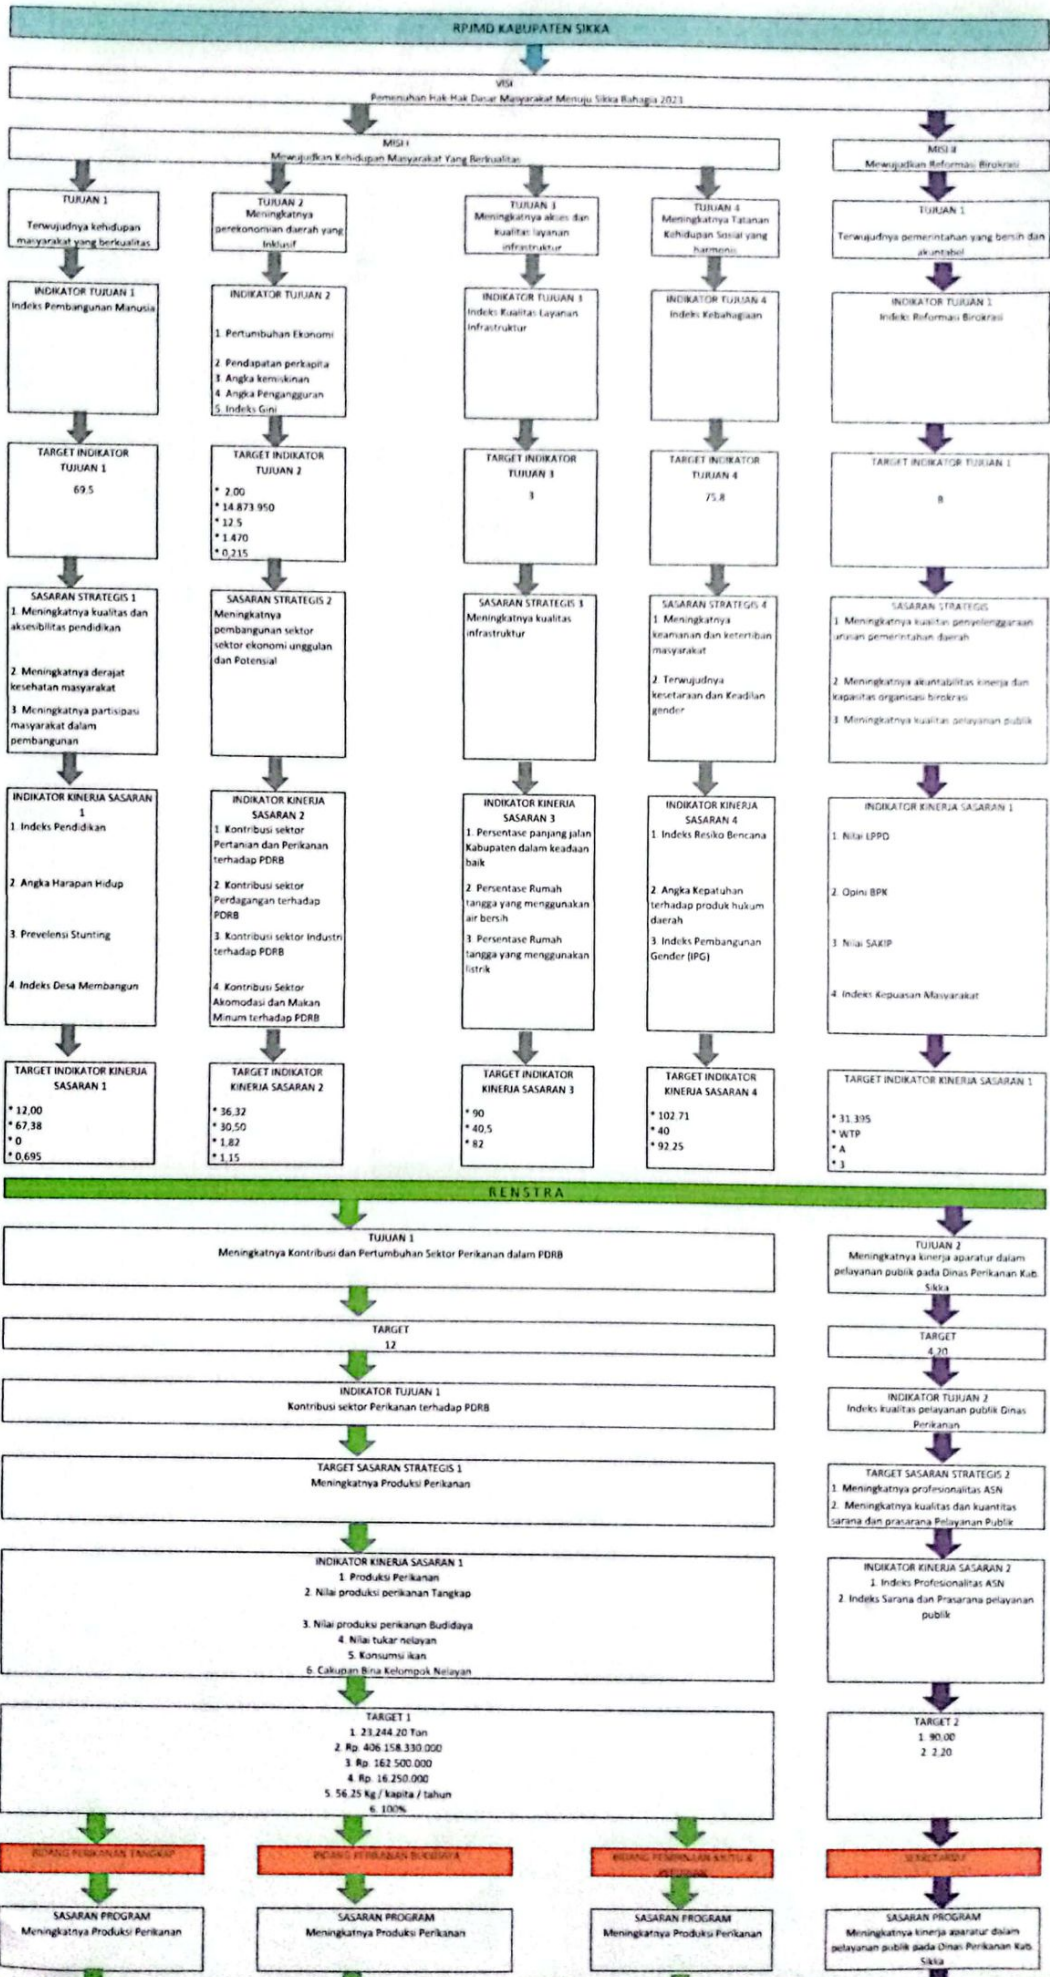 RPJMD KABUPATEN SIKKA
VISI
Pemenuhan Hak Hak Dasar Masyarakat Menuju Sikka Bahagia 2023
MISI I
Mewujudkan Kehidupan Masyarakat Yang Berkualitas
MISI II
Mewujudkan Reformasi Birokrasi
TUJUAN 1
Terwujudnya kehidupan
masyarakat yang berkualitas
TUJUAN 2
Meningkatnya
perekonomian daerah yang
Inklusif
TUJUAN 3
Meningkatnya akses dan
kualitas layanan
infrastruktur
TUJUAN 4
Meningkatnya Tatanan
Kehidupan Sosial yang
harmonis
TUJUAN 1
Terwujudnya pemerintahan yang bersih dan
akuntabel
INDIKATOR TUJUAN 1
Indeks Pembangunan Manusia
INDIKATOR TUJUAN 2
1. Pertumbuhan Ekonomi
2. Pendapatan perkapita
3. Angka kemiskinan
4. Angka Pengangguran
5. Indeks Gini
INDIKATOR TUJUAN 3
Indeks Kualitas Layanan
Infrastruktur
INDIKATOR TUJUAN 4
Indeks Kebahagiaan
INDIKATOR TUJUAN 1
Indeks Reformasi Birokrasi
TARGET INDIKATOR
TUJUAN 1
69.5
TARGET INDIKATOR
TUJUAN 2
* 2,00
* 14.873.950
* 12.5
* 1.470
* 0,215
TARGET INDIKATOR
TUJUAN 3
3
TARGET INDIKATOR
TUJUAN 4
75.8
TARGET INDIKATOR TUJUAN 1
SASARAN STRATEGIS 1
1. Meningkatnya kualitas dan
aksesibilitas pendidikan
2. Meningkatnya derajat
kesehatan masyarakat
3. Meningkatnya partisipasi
masyarakat dalam
pembangunan
SASARAN STRATEGIS 2
Meningkatnya
pembangunan sektor
sektor ekonomi unggulan
dan Potensial
SASARAN STRATEGIS 3
Meningkatnya kualitas
infrastruktur
SASARAN STRATEGIS 4
1. Meningkatnya
keamanan dan ketertiban
masyarakat
2. Terwujudnya
kesetaraan dan Keadilan
gender
SASARAN STRATEGIS
1. Meningkatnya kualitas penyelenggaraan
urusan pemerintahan daerah
2. Meningkatnya akuntabilitas kinerja dan
kapasitas organisasi birokrasi
3. Meningkatnya kualitas pelayanan publik
INDIKATOR KINERJA SASARAN
1
1. Indeks Pendidikan
2. Angka Harapan Hidup
3. Prevelensi Stunting
4. Indeks Desa Membangun
INDIKATOR KINERJA
SASARAN 2
1. Kontribusi sektor
Pertanian dan Perikanan
terhadap PDRB
2. Kontribusi sektor
Perdagangan terhadap
PDRB
3. Kontribusi sektor Industri
terhadap PDRB
4. Kontribusi Sektor
Akomodasi dan Makan
Minum terhadap PDRB
INDIKATOR KINERJA
SASARAN 3
1. Persentase panjang jalan
Kabupaten dalam keadaan
baik
2. Persentase Rumah
tangga yang menggunakan
air bersih
3. Persentase Rumah
tangga yang menggunakan
listrik
INDIKATOR KINERJA
SASARAN 4
1. Indeks Resiko Bencana
2. Angka Kepatuhan
terhadap produk hukum
daerah
3. Indeks Pembangunan
Gender (IPG)
INDIKATOR KINERJA SASARAN 1
1. Nilai LPPD
2. Opini BPK
3. Nilai SAKIP
4. Indeks Kepuasan Masyarakat
TARGET INDIKATOR KINERJA
SASARAN 1
* 12,00
* 67,38
* 0
* 0,695
TARGET INDIKATOR
KINERJA SASARAN 2
* 36,32
* 30,50
* 1,82
* 1,15
TARGET INDIKATOR
KINERJA SASARAN 3
* 90
* 40,5
* 82
TARGET INDIKATOR
KINERJA SASARAN 4
* 102.71
* 40
* 92.25
TARGET INDIKATOR KINERJA SASARAN 1
* 31.395
* WTP
* A
* 3
RENSTRA
TUJUAN 1
Meningkatnya Kontribusi dan Pertumbuhan Sektor Perikanan dalam PDRB
TUJUAN 2
Meningkatnya kinerja aparatur dalam
pelayanan publik pada Dinas Perikanan Kab.
Sikka
TARGET
12
TARGET
4,20
INDIKATOR TUJUAN 1
Kontribusi sektor Perikanan terhadap PDRB
INDIKATOR TUJUAN 2
Indeks kualitas pelayanan publik Dinas
Perikanan
TARGET SASARAN STRATEGIS 1
Meningkatnya Produksi Perikanan
TARGET SASARAN STRATEGIS 2
1. Meningkatnya profesionalitas ASN
2. Meningkatnya kualitas dan kuantitas
sarana dan prasarana Pelayanan Publik
INDIKATOR KINERJA SASARAN 1
1. Produksi Perikanan
2. Nilai produksi perikanan Tangkap
3. Nilai produksi perikanan Budidaya
4. Nilai tukar nelayan
5. Konsumsi ikan
6. Cakupan Bina Kelompok Nelayan
INDIKATOR KINERJA SASARAN 2
1. Indeks Profesionalitas ASN
2. Indeks Sarana dan Prasarana pelayanan
publik
TARGET 1
1. 23,244.20 Ton
2. Rp. 406.158.330.000
3. Rp. 162.500.000
4. Rp. 16.250.000
5. 56.25 Kg / kapita / tahun
6. 100%
TARGET 2
1. 90,00
2. 2,20
BIDANG PERIKANAN TANGKAP
BIDANG PERIKANAN BUDIDAYA
BIDANG PEMBINAAN MUTU &
SEKRETARIAT
SASARAN PROGRAM
Meningkatnya Produksi Perikanan
SASARAN PROGRAM
Meningkatnya Produksi Perikanan
SASARAN PROGRAM
Meningkatnya Produksi Perikanan
SASARAN PROGRAM
Meningkatnya kinerja aparatur dalam
pelayanan publik pada Dinas Perikanan Kab.
Sikka